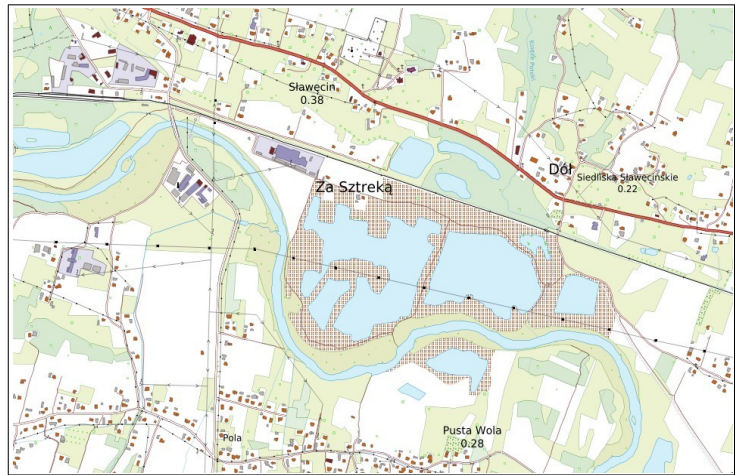 Sławęcin
0.38
Dół
Siedliska Sławęcińskie
0.22
Za Sztreką
Pusta Wola
0.28
Pola